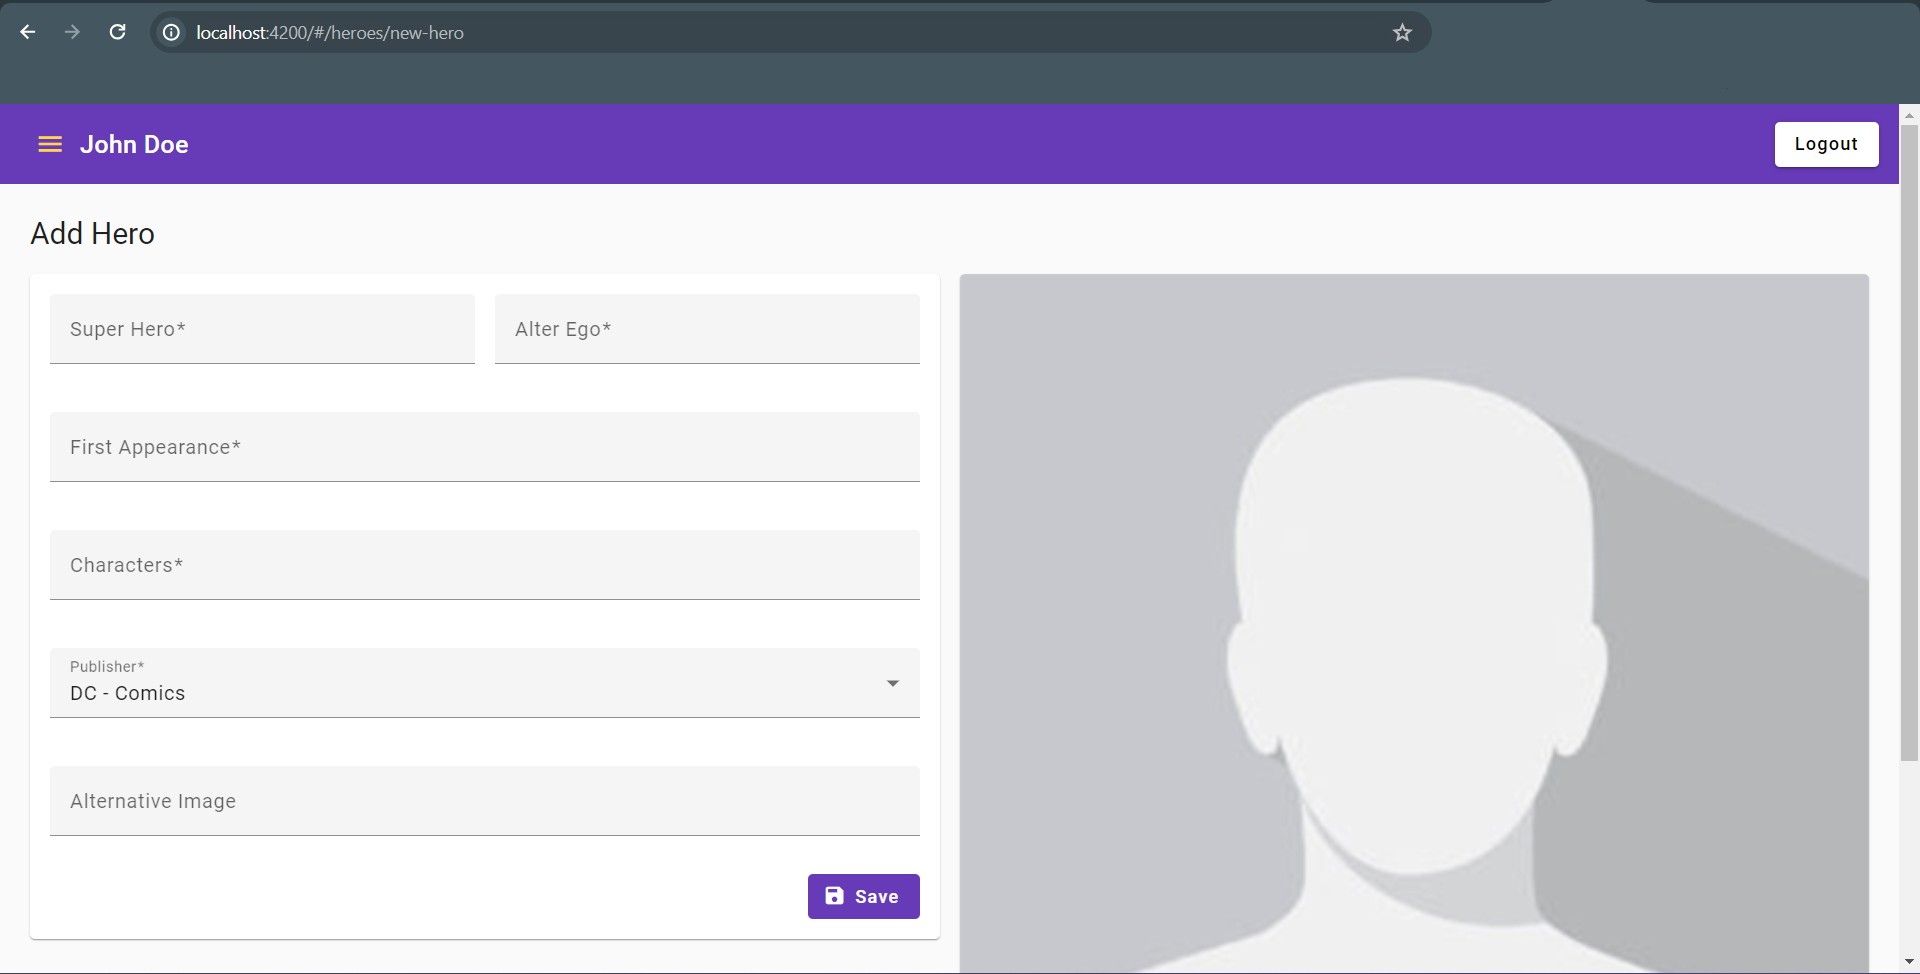 localhost:4200/#/heroes/new-hero
John Doe
Logout
Add Hero
Super Hero*
Alter Ego*
First Appearance*
Characters*
Publisher*
DC - Comics
Alternative Image
Save